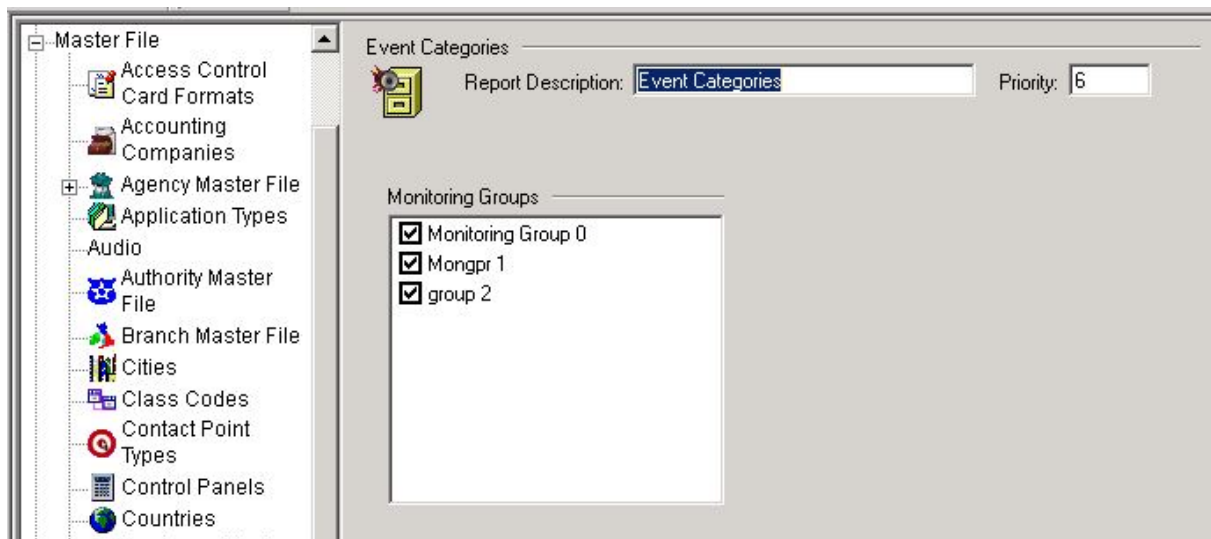 Master File
Access Control
Card Formats
Accounting
Companies
Agency Master File
Application Types
Audio
Authority Master
File
Branch Master File
Cities
Class Codes
Contact Point
Types
Control Panels
Countries
Event Categories
Report Description: Event Categories Priority: 6
Monitoring Groups
Monitoring Group 0
Mongpr 1
group 2